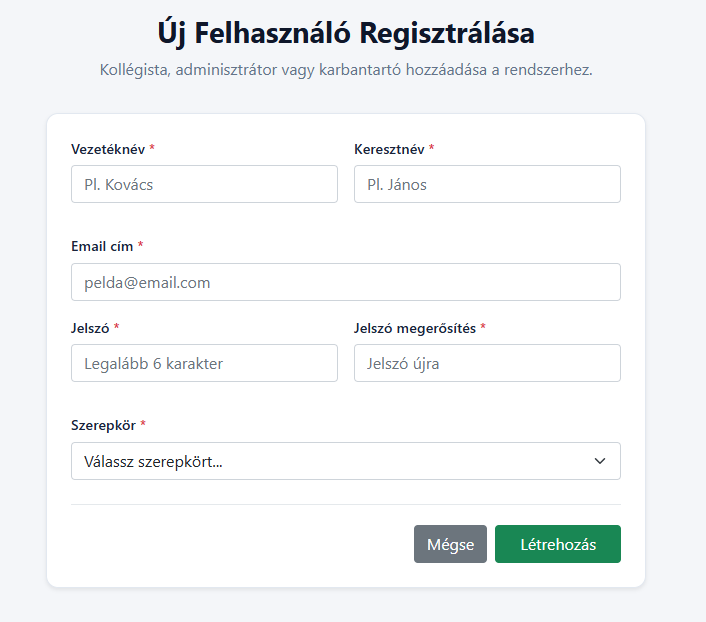 Új Felhasználó Regisztrálása
Kollégista, adminisztrátor vagy karbantartó hozzáadása a rendszerhez.
Vezetéknév * Keresztnév *
Pl. Kovács Pl. János
Email cím *
pelda@email.com
Jelszó * Jelszó megerősítés *
Legalább 6 karakter Jelszó újra
Szerepkör *
Válassz szerepkört...
Mégse Létrehozás